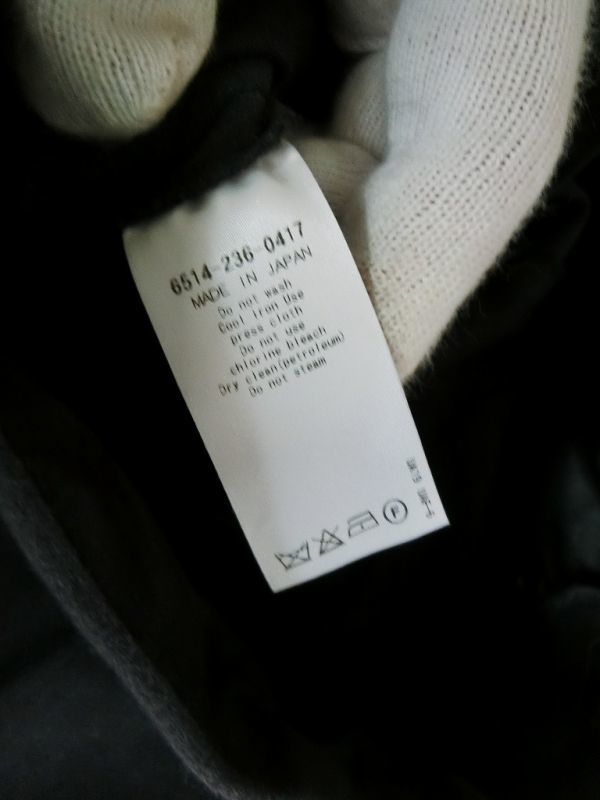 6514-236-0417
MADE IN JAPAN
Do not wash
Cool Iron Use
press cloth
Do not use
chlorine bleach
Dry clean(petroleum)
Do not steam
F